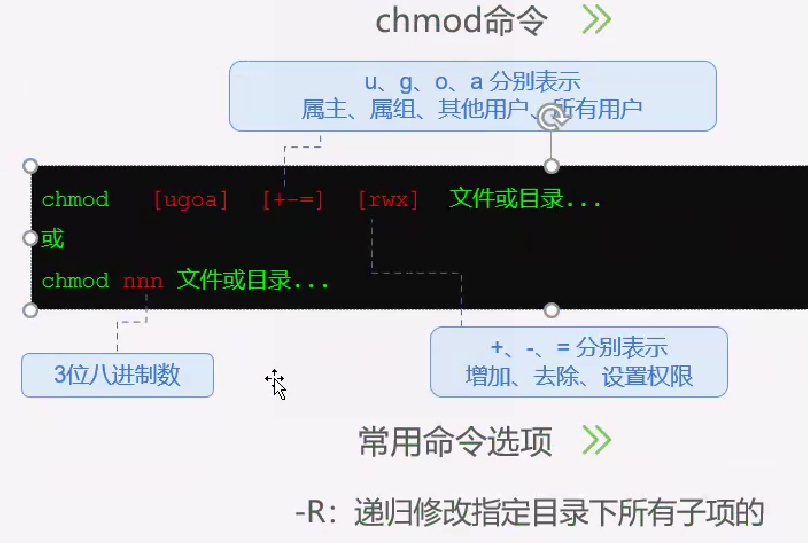 chmod命令
u、g、o、a 分别表示
属主、属组、其他用户、所有用户
chmod [ugoa] [+-=] [rwx] 文件或目录...
或
chmod nnn 文件或目录...
3位八进制数
+、-、= 分别表示
增加、去除、设置权限
常用命令选项
-R：递归修改指定目录下所有子项的